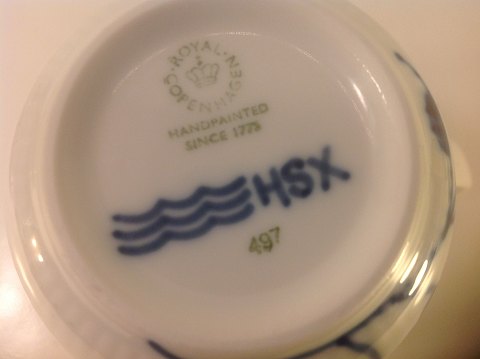 ROYAL
COPENHAGEN
HANDPAINTED
SINCE 1775
HSX
497